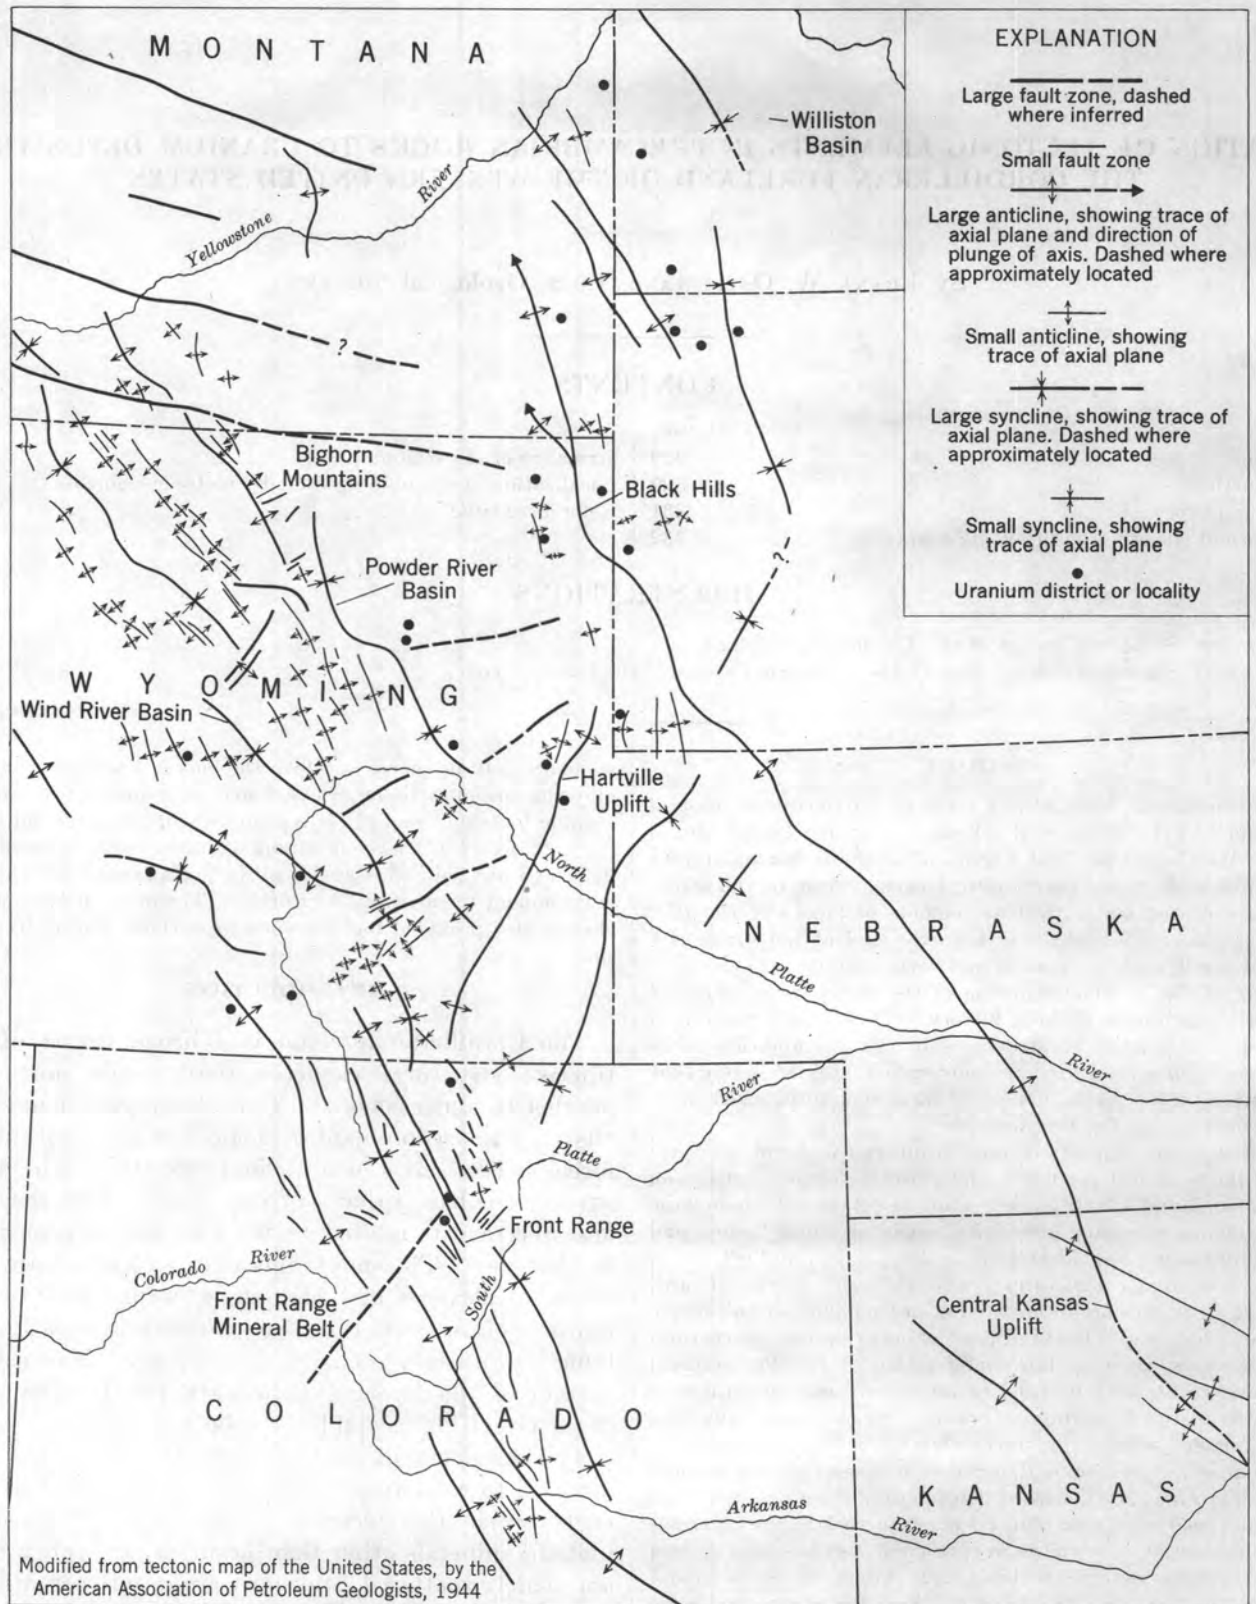 MONTANA
Williston
Basin
Yellowstone
River
?
Bighorn
Mountains
Black Hills
Powder River
Basin
?
WYOMING
Wind River Basin
Hartville
Uplift
North
NEBRASKA
Platte
River
River
Platte
Front Range
Colorado
River
Front Range
Mineral Belt
South
Central Kansas
Uplift
COLORADO
KANSAS
Arkansas
River
Modified from tectonic map of the United States, by the
American Association of Petroleum Geologists, 1944
EXPLANATION
Large fault zone, dashed
where inferred
Small fault zone
Large anticline, showing trace of
axial plane and direction of
plunge of axis. Dashed where
approximately located
Small anticline, showing
trace of axial plane
Large syncline, showing trace of
axial plane. Dashed where
approximately located
Small syncline, showing
trace of axial plane
Uranium district or locality